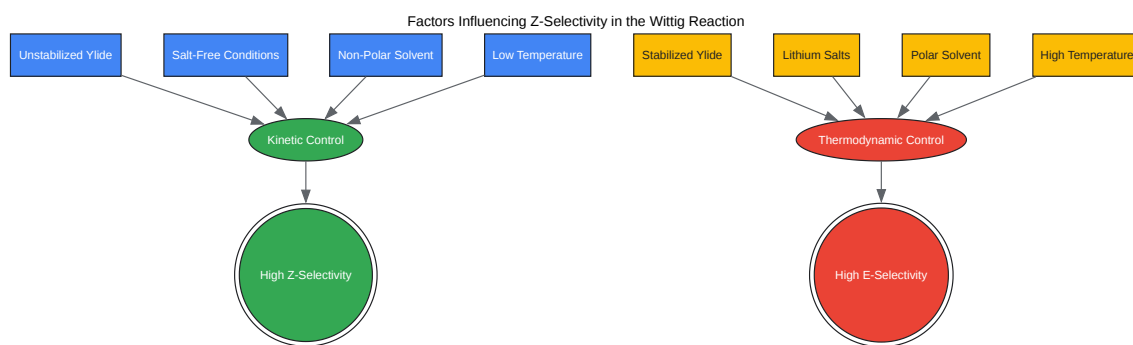 Factors Influencing Z-Selectivity in the Wittig Reaction
Unstabilized Ylide
Salt-Free Conditions
Non-Polar Solvent
Low Temperature
Stabilized Ylide
Lithium Salts
Polar Solvent
High Temperature
Kinetic Control
Thermodynamic Control
High Z-Selectivity
High E-Selectivity